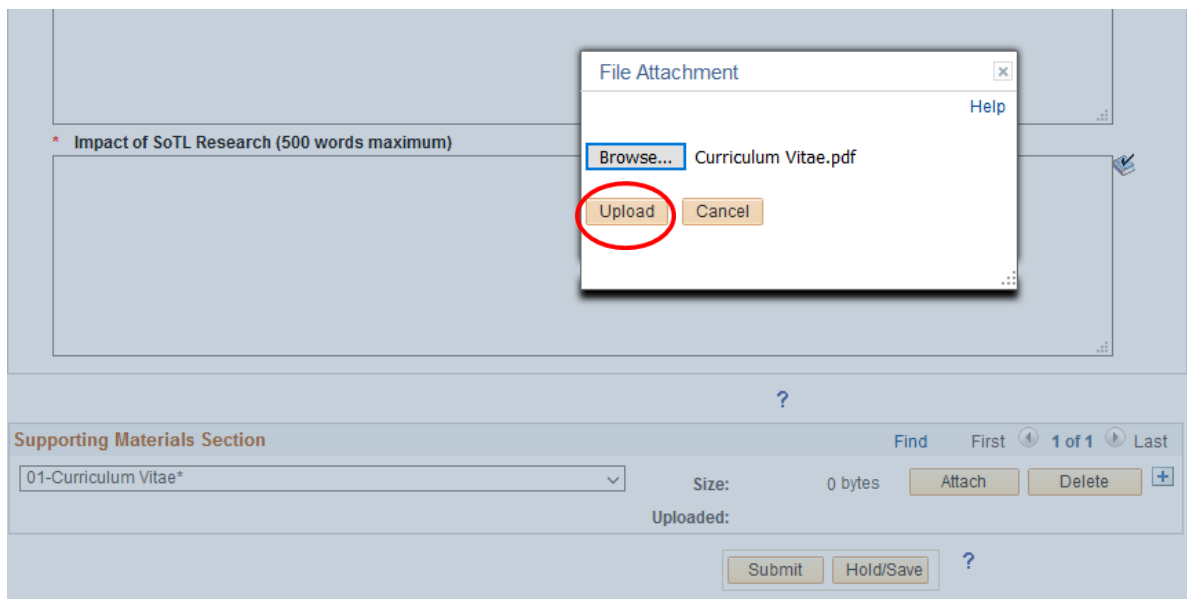 File Attachment
Help
* Impact of SoTL Research (500 words maximum)
Browse... Curriculum Vitae.pdf
Upload Cancel
?
Supporting Materials Section Find First 1 of 1 Last
01-Curriculum Vitae* Size: 0 bytes Attach Delete +
Uploaded:
Submit Hold/Save ?